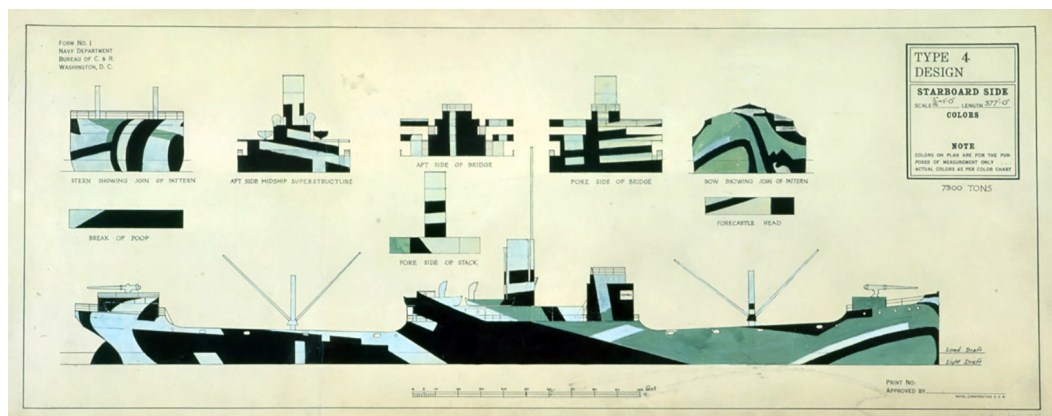 FORM NO. 1
NAVY DEPARTMENT
BUREAU OF C. & R.
WASHINGTON, D. C.
TYPE 4
DESIGN
STARBOARD SIDE
SCALE LENGTH 377'-0"
COLORS
NOTE
COLORS ON PLAN ARE FOR THE PUR-
POSES OF MEASUREMENT ONLY ...
ACTUAL COLORS AS PER COLOR CHART
7800 TONS
STERN SHOWING JOIN OF PATTERN
AFT SIDE MIDSHIP SUPERSTRUCTURE
AFT SIDE OF BRIDGE
FORE SIDE OF BRIDGE
BOW SHOWING JOIN OF PATTERN
BREAK OF POOP
FORE SIDE OF STACK
FORECASTLE HEAD
Load Draft
Light Draft
PRINT NO.
APPROVED BY